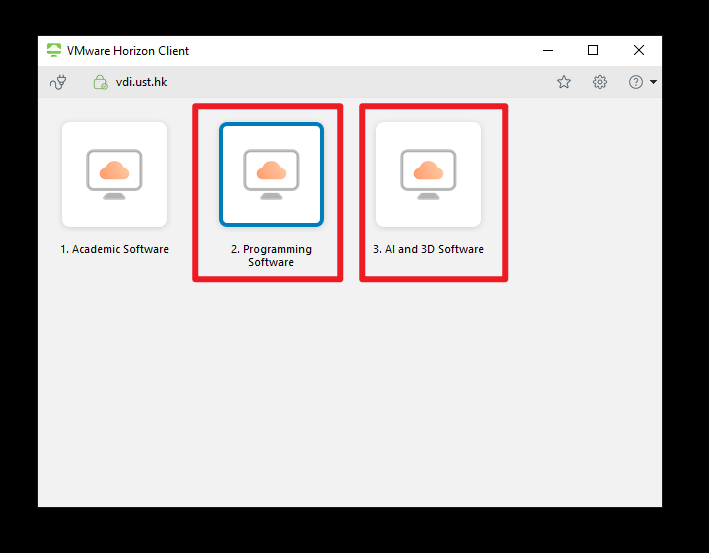 VMware Horizon Client
vdi.ust.hk
1. Academic Software
2. Programming
Software
3. AI and 3D Software